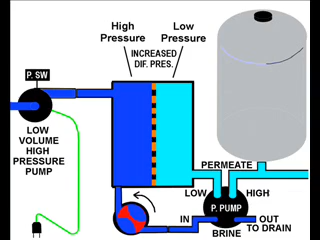 High Pressure
Low Pressure
INCREASED
DIF. PRES.
P. SW
LOW
VOLUME
HIGH
PRESSURE
PUMP
PERMEATE
LOW
HIGH
P. PUMP
IN
OUT
TO DRAIN
BRINE